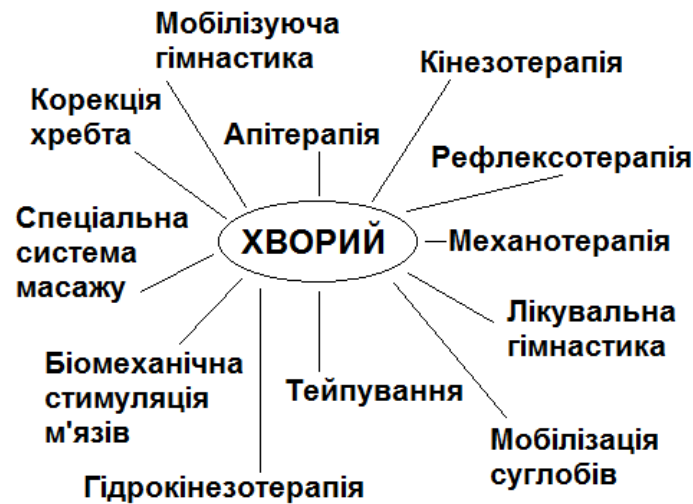 Мобілізуюча
гімнастика
Кінезотерапія
Корекція
хребта
Апітерапія
Рефлексотерапія
Спеціальна
система
масажу
ХВОРИЙ
Механотерапія
Лікувальна
гімнастика
Біомеханічна
стимуляція
м'язів
Тейпування
Мобілізація
суглобів
Гідрокінезотерапія